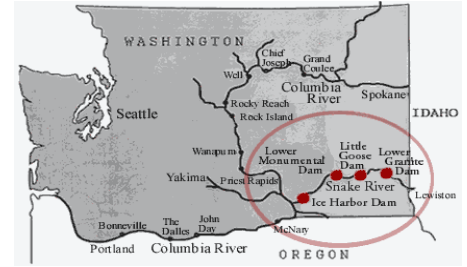 WASHINGTON
Chief
Joseph
Grand
Coulee
Well
Columbia
River
Spokane
IDAHO
Rocky Reach
Rock Island
Seattle
Wanapum
Lower
Monumental
Dam
Little
Goose
Dam
Lower
Granite
Dam
Yakima
Priest Rapids
Snake River
Lewiston
Ice Harbor Dam
Bonneville
The
Dalles
John
Day
McNary
Portland
Columbia River
OREGON